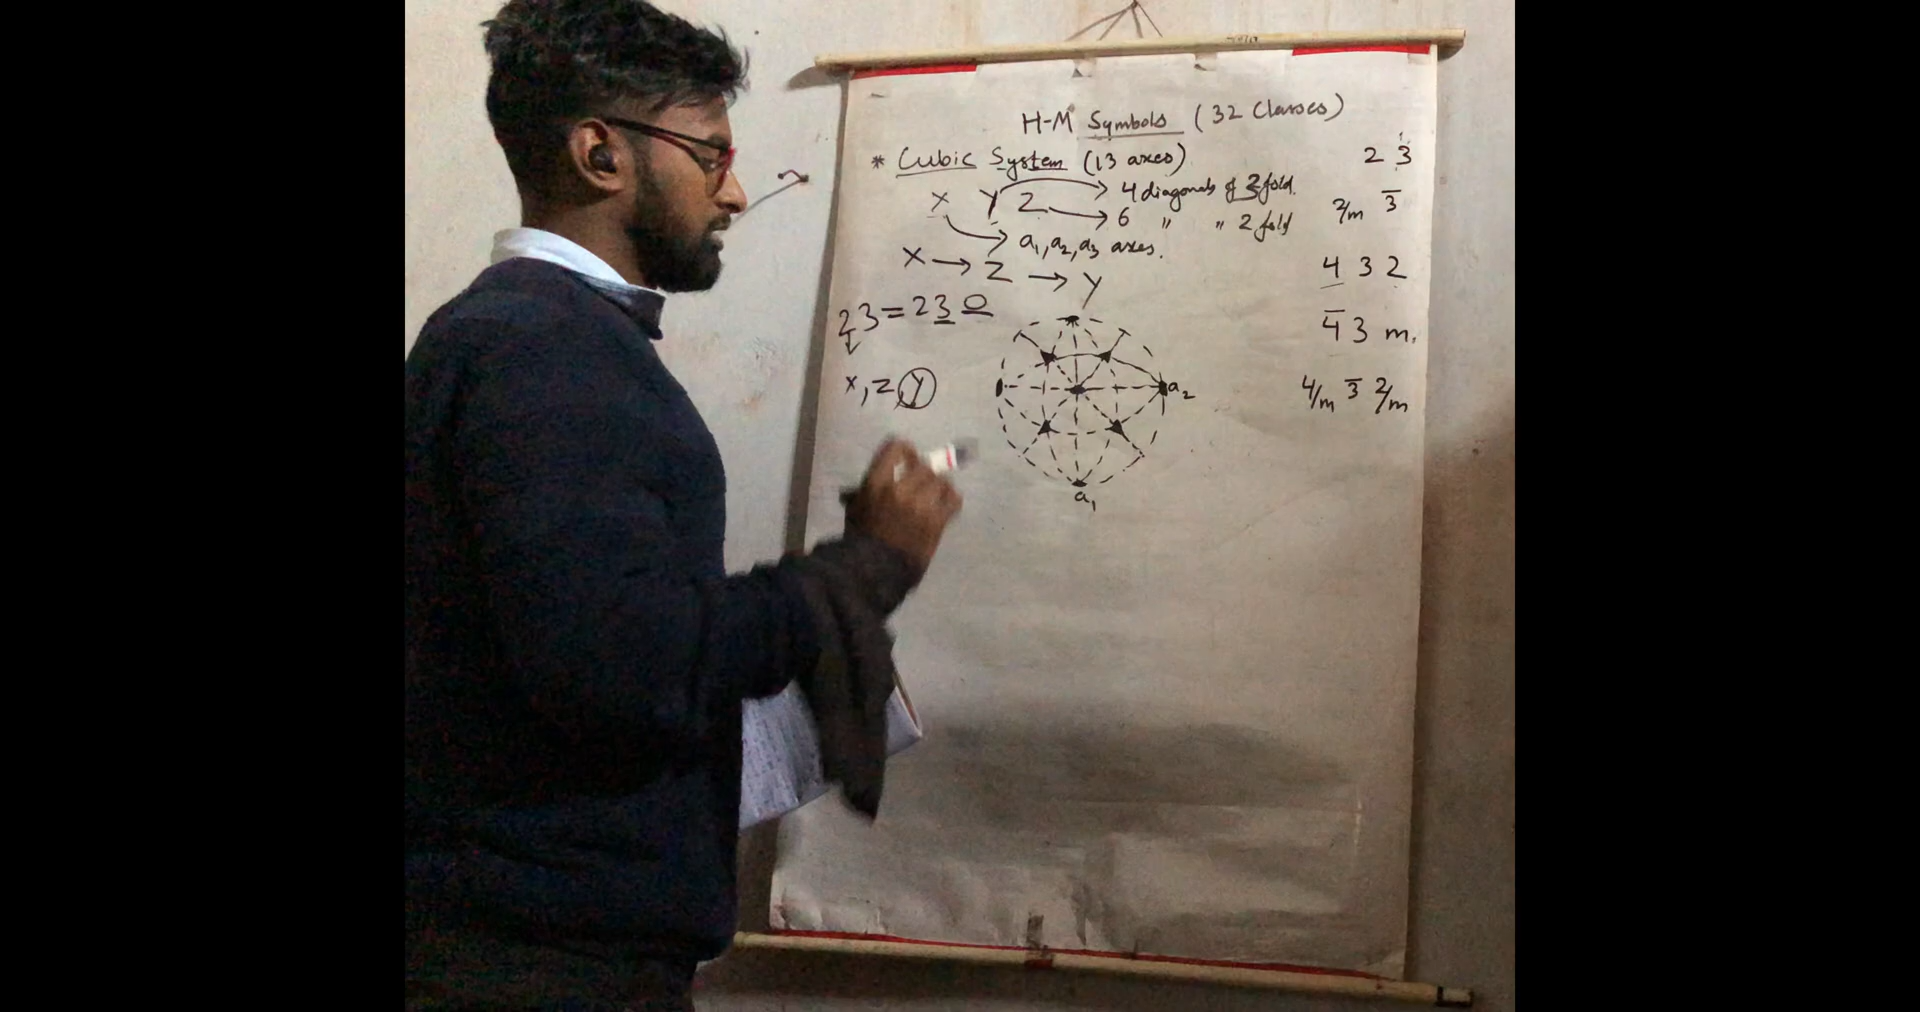 H-M Symbols (32 Classes)
* Cubic System (13 axes)
X Y Z → 4 diagonals of 3 fold.
→ 6 " " 2 fold
→ a₁, a₂, a₃ axes.
X → Z → Y
23 = 23 0
x, z, y
a₂
a₁
2 3
2/m 3̅
4 3 2
4̅ 3 m.
4/m 3̅ 2/m